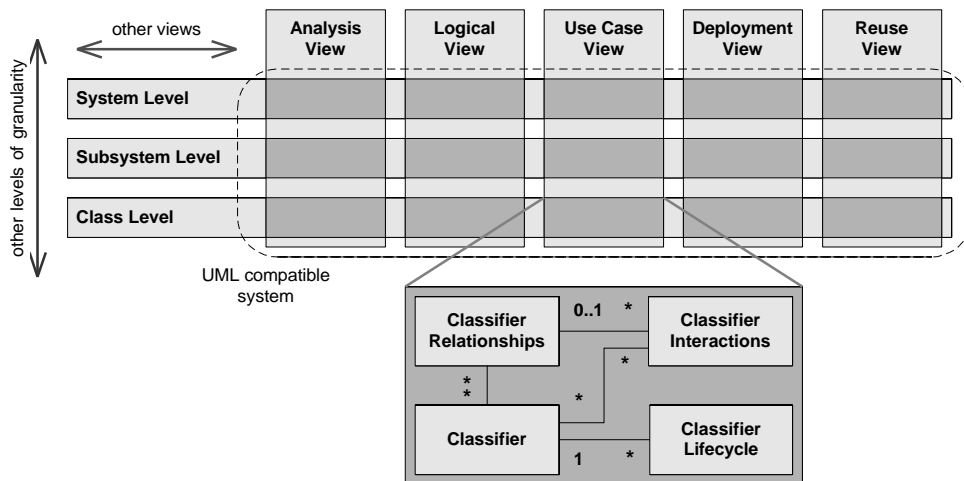 other views
Analysis
View
Logical
View
Use Case
View
Deployment
View
Reuse
View
other levels of granularity
System Level
Subsystem Level
Class Level
UML compatible
system
Classifier
Relationships
0..1
*
Classifier
Interactions
*
*
*
*
Classifier
1
*
Classifier
Lifecycle